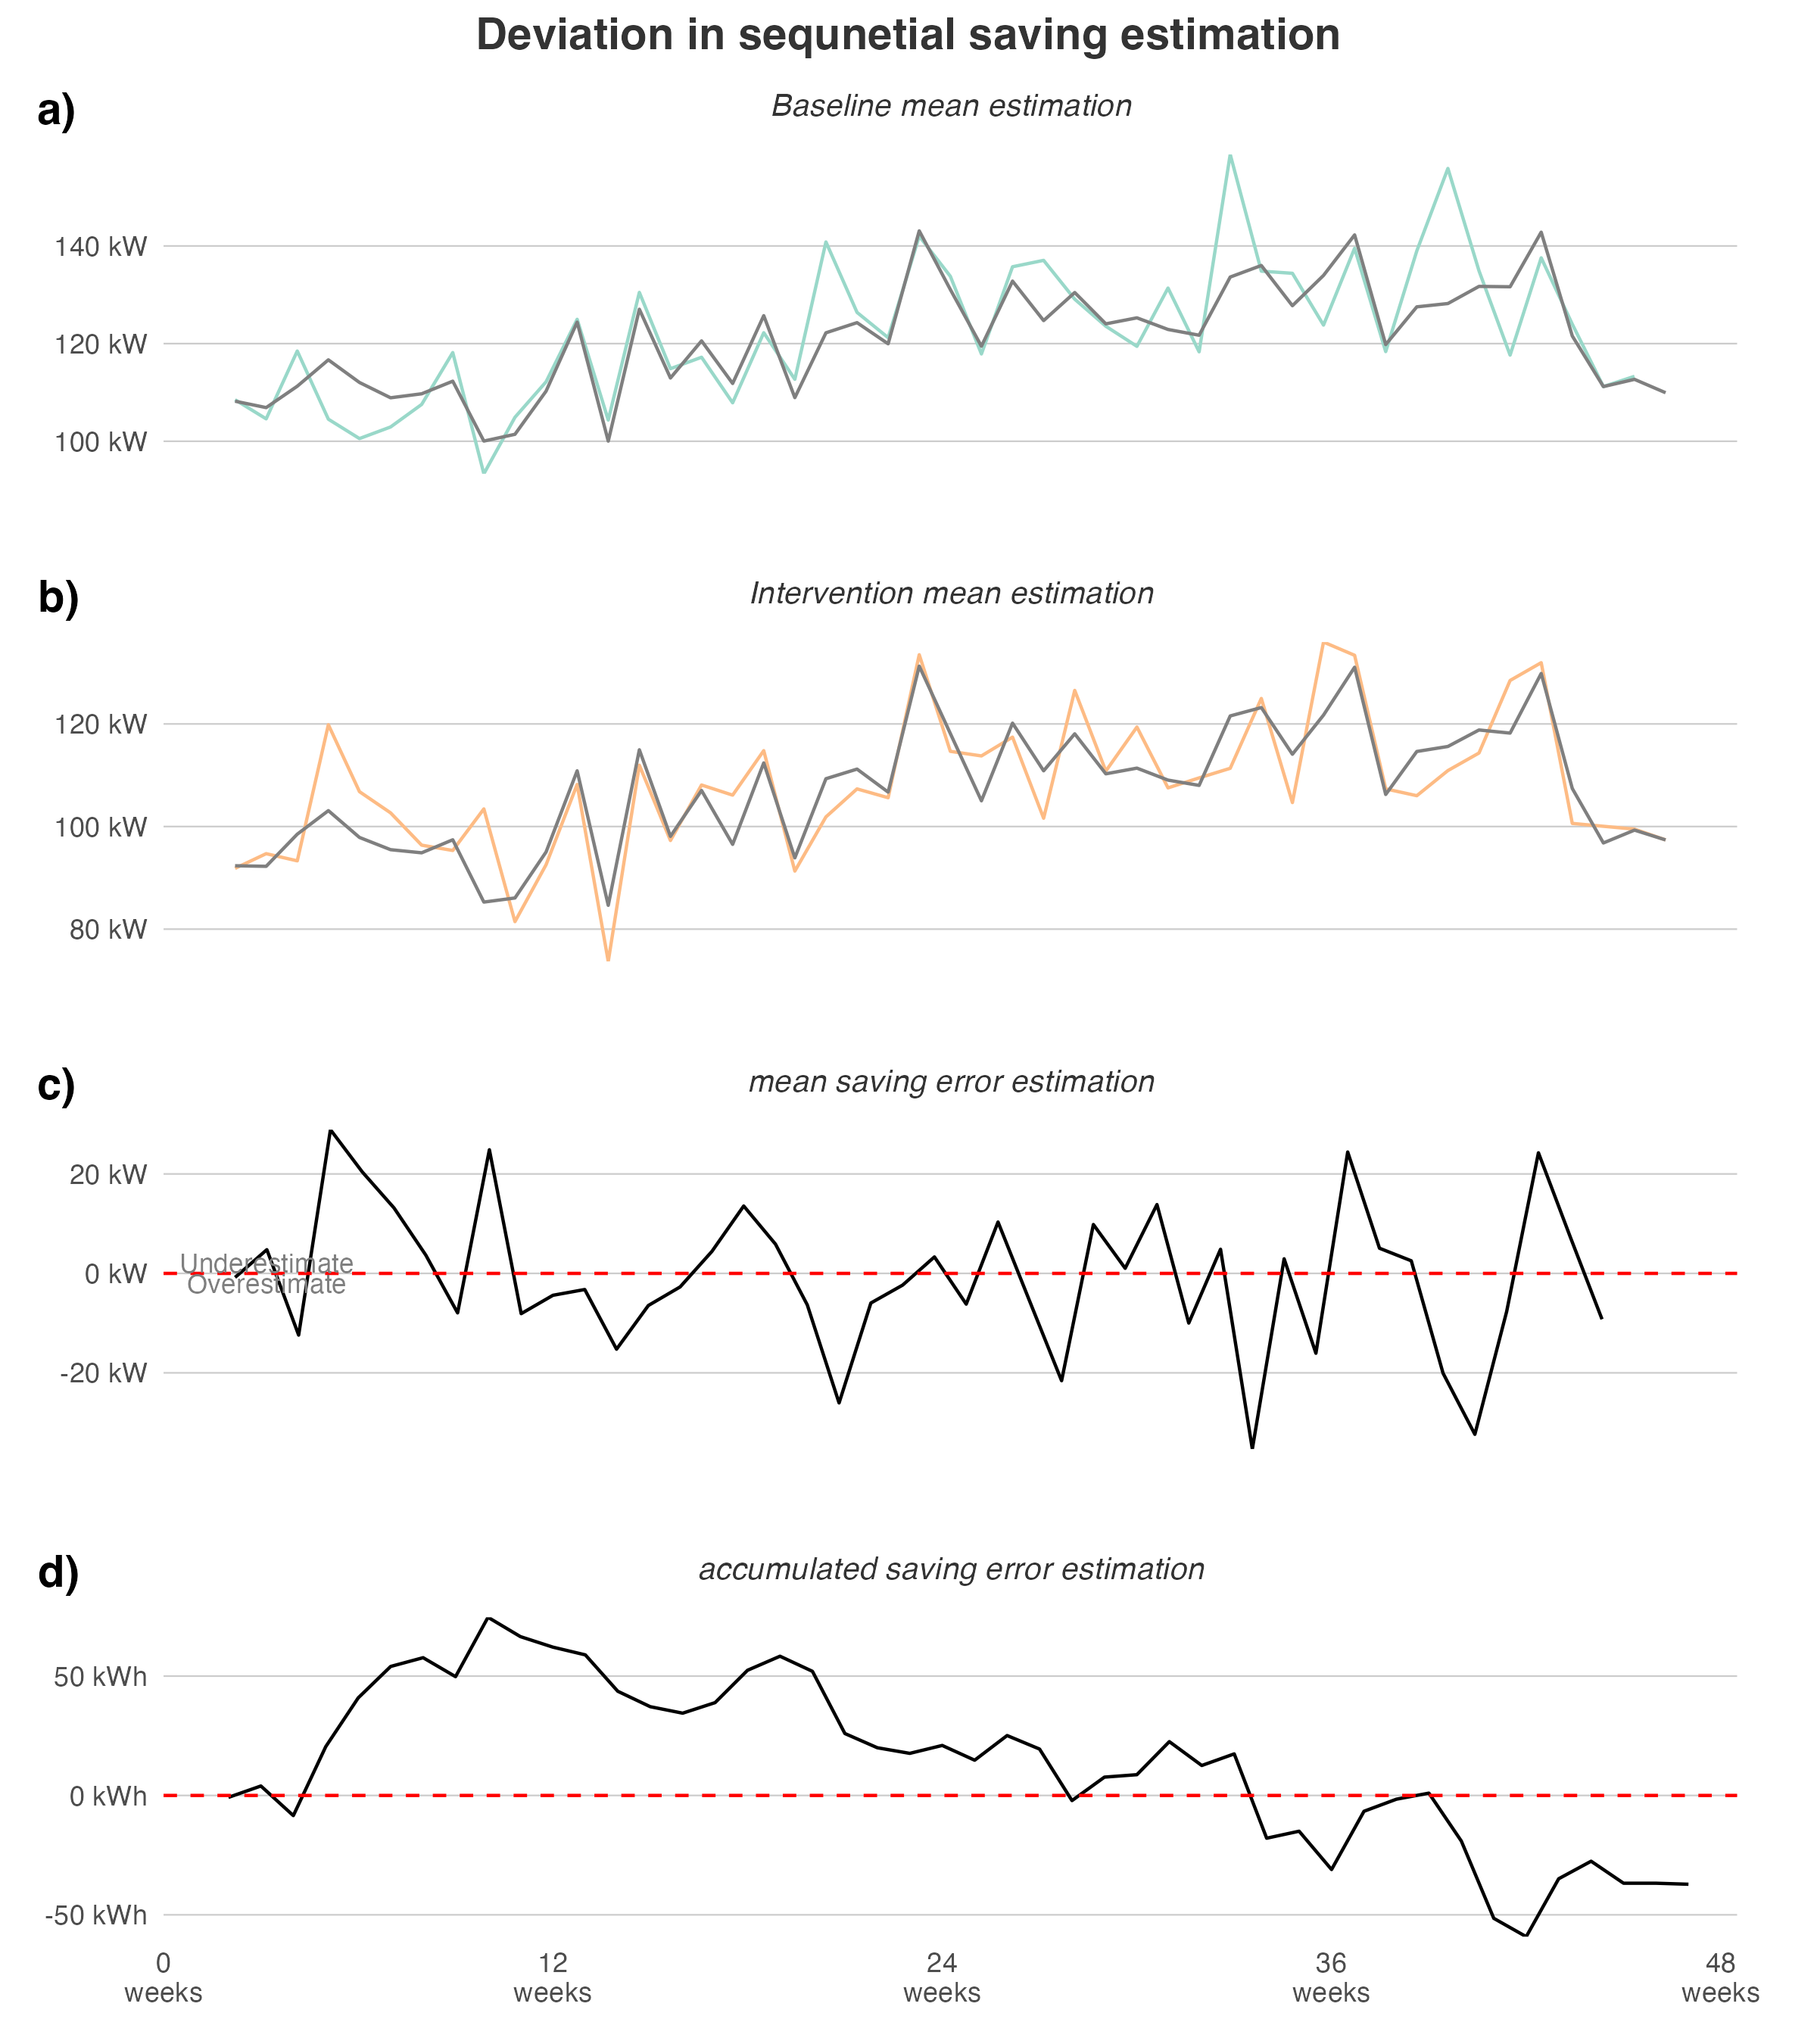 Deviation in sequnetial saving estimation
a)
Baseline mean estimation
140 kW
120 kW
100 kW
b)
Intervention mean estimation
120 kW
100 kW
80 kW
c)
mean saving error estimation
20 kW
Underestimate
0 kW
Overestimate
-20 kW
d)
accumulated saving error estimation
50 kWh
0 kWh
-50 kWh
0 12 24 36 48
weeks weeks weeks weeks weeks